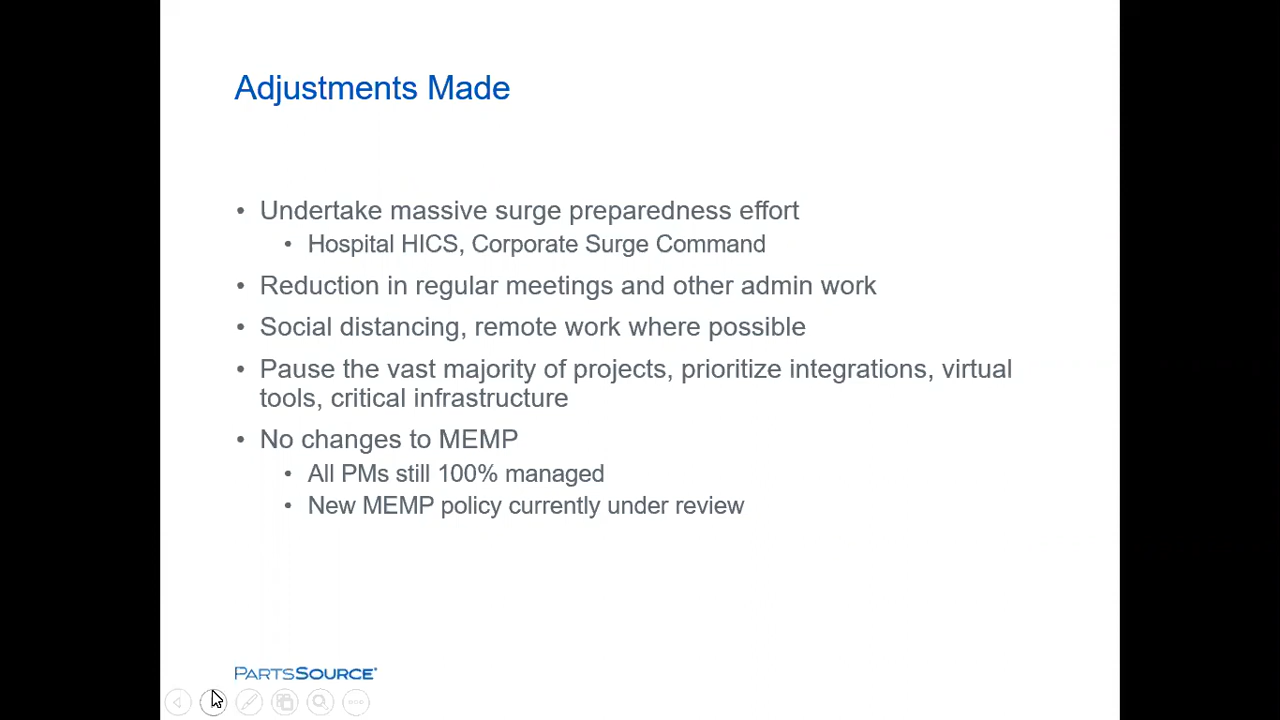 Adjustments Made
• Undertake massive surge preparedness effort
• Hospital HICS, Corporate Surge Command
• Reduction in regular meetings and other admin work
• Social distancing, remote work where possible
• Pause the vast majority of projects, prioritize integrations, virtual
tools, critical infrastructure
• No changes to MEMP
• All PMs still 100% managed
• New MEMP policy currently under review
PARTSSOURCE